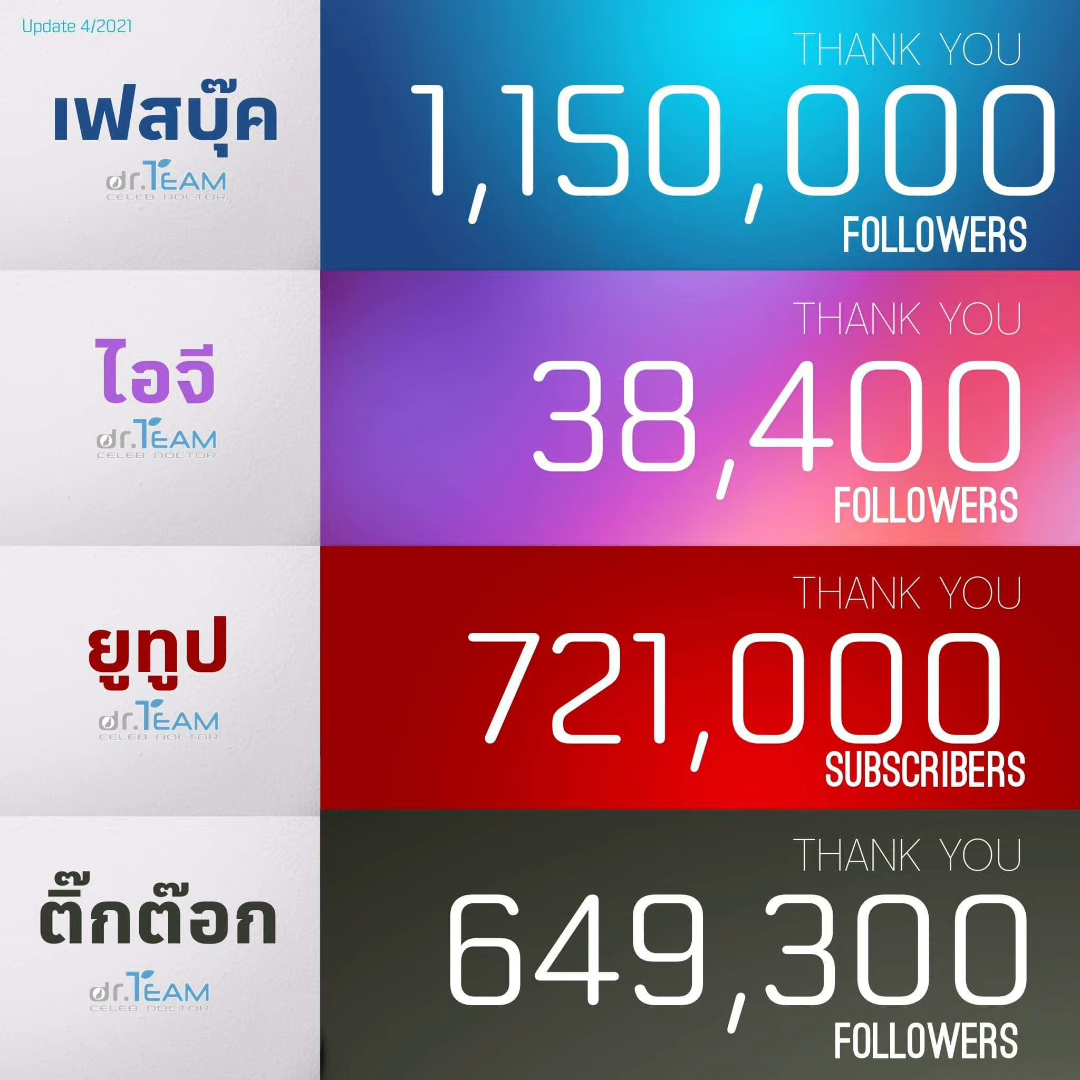 Update 4/2021
เฟสบุ๊ค
dr.TEAM
CELEB DOCTOR
THANK YOU
1,150,000
FOLLOWERS
ไอจี
dr.TEAM
CELEB DOCTOR
THANK YOU
38,400
FOLLOWERS
ยูทูป
dr.TEAM
CELEB DOCTOR
THANK YOU
721,000
SUBSCRIBERS
ติ๊กต๊อก
dr.TEAM
CELEB DOCTOR
THANK YOU
649,300
FOLLOWERS